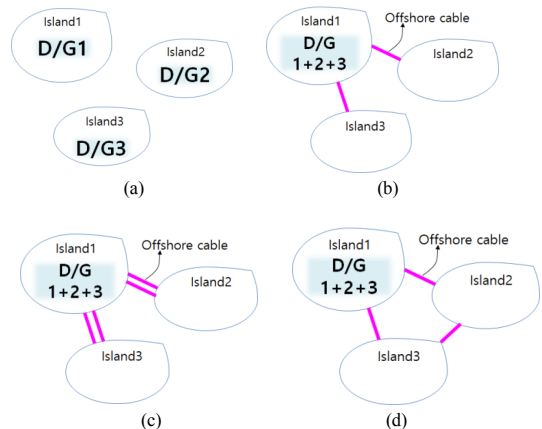 Island1
D/G1
Island2
D/G2
Island3
D/G3
(a)
Offshore cable
Island1
D/G
1+2+3
Island2
Island3
(b)
Offshore cable
Island1
D/G
1+2+3
Island2
Island3
(c)
Offshore cable
Island1
D/G
1+2+3
Island2
Island3
(d)